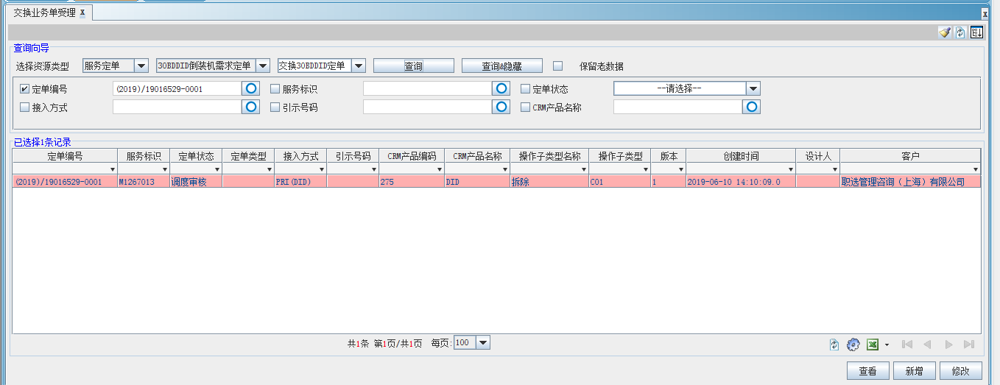 交换业务单受理 X
X
查询向导
选择资源类型 服务定单 30BDDID倒装机需求定单 交换30BDDID定单 查询 查询&隐藏 保留老数据
定单编号 (2019)/19016529-0001 服务标识 定单状态 --请选择--
接入方式 引示号码 CRM产品名称
已选择1条记录
定单编号 服务标识 定单状态 定单类型 接入方式 引示号码 CRM产品编码 CRM产品名称 操作子类型名称 操作子类型 版本 创建时间 设计人 客户
(2019)/19016529-0001 M1267013 调度审核 PRI(DID) 275 DID 拆除 C01 1 2019-06-10 14:10:09.0 职选管理咨询（上海）有限公司
共1条 第1页/共1页 每页: 100
查看 新增 修改